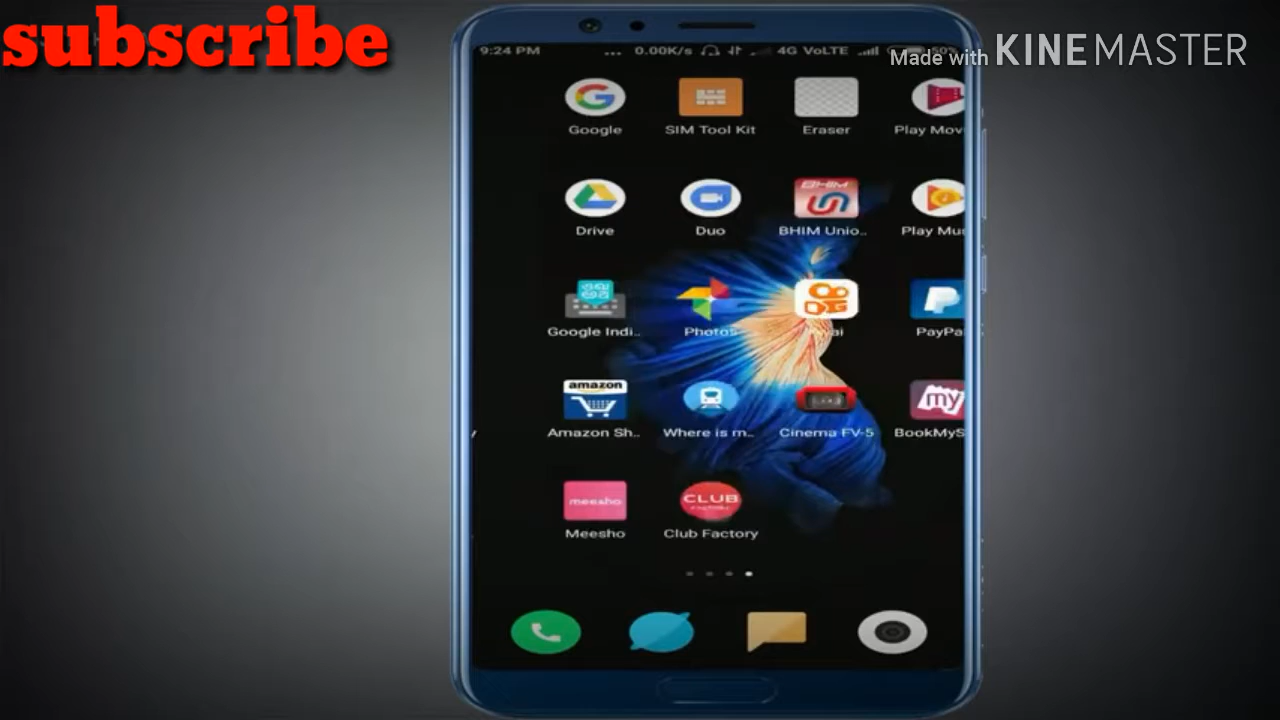 subscribe
9:24 PM ... 0.00K/s 4G VoLTE
Made with KINEMASTER
Google SIM Tool Kit Eraser Play Mov
Drive Duo BHIM Unio.. Play Mu
BHIM
Google Indi.. Photos PayPa
amazon
my
Amazon Sh.. Where is m.. Cinema FV-5 BookMyS
meesho CLUB
Meesho Club Factory